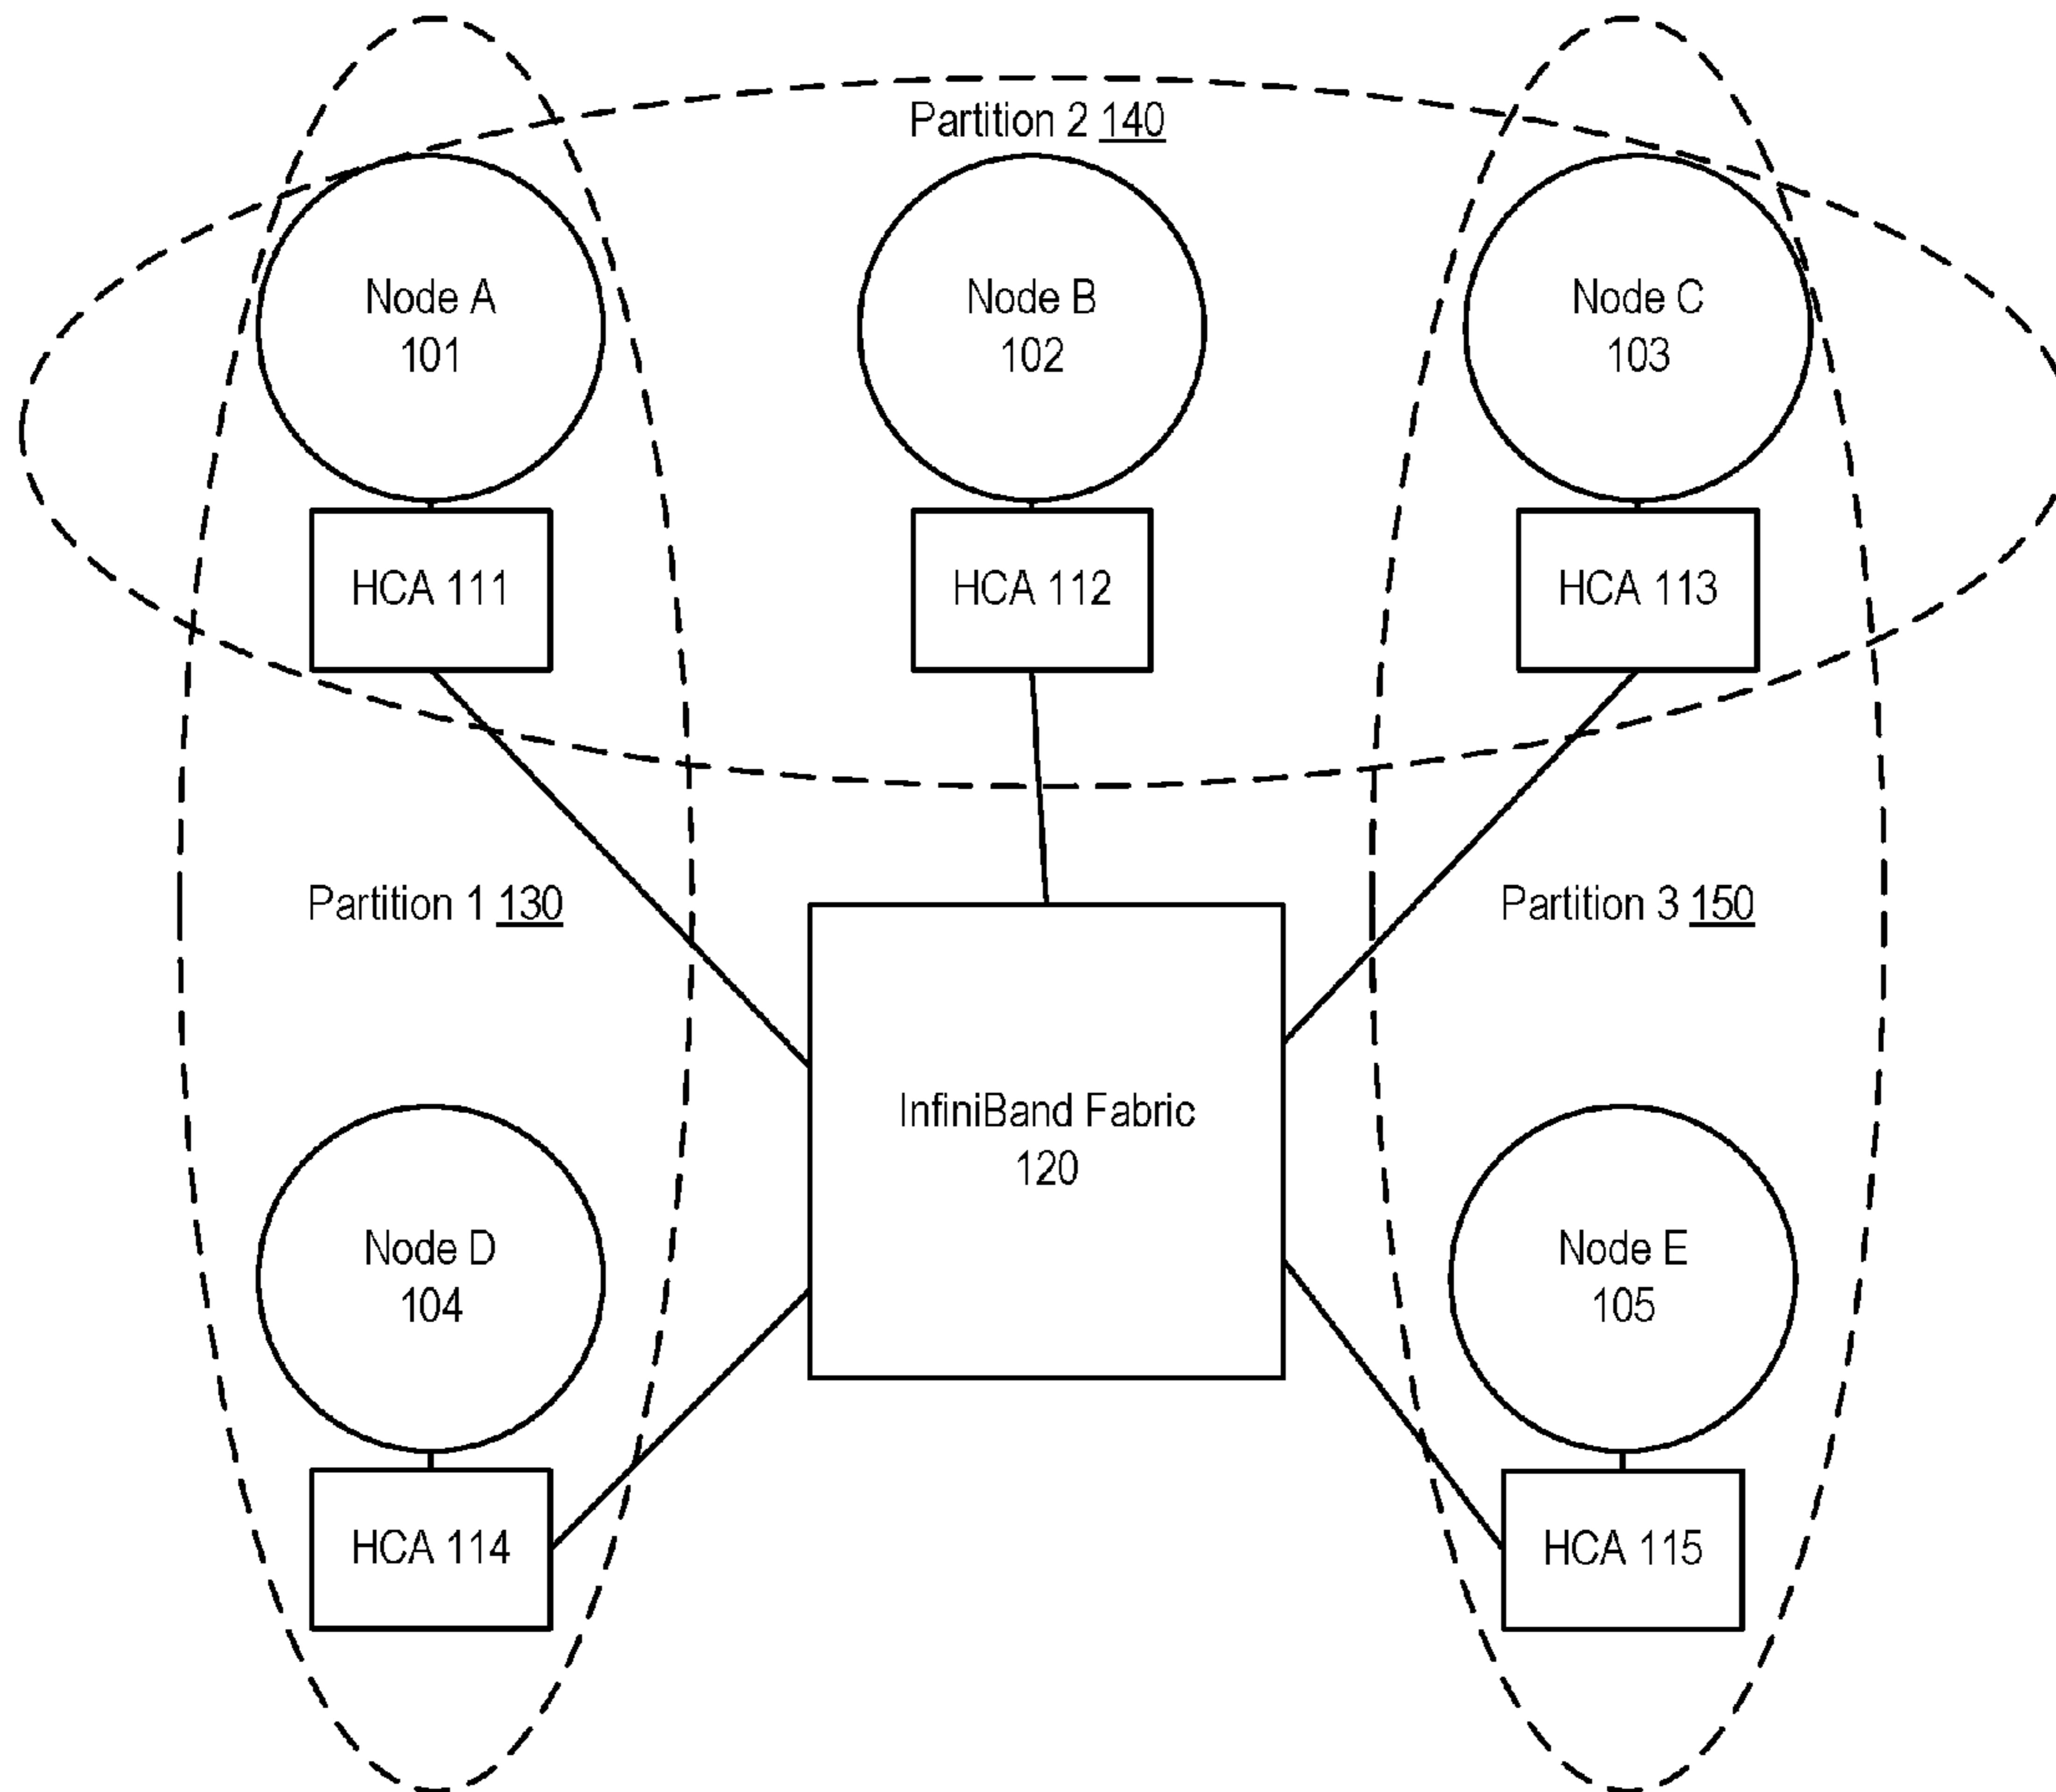 Partition 2 140
Node A
101
Node B
102
Node C
103
HCA 111
HCA 112
HCA 113
Partition 1 130
Partition 3 150
InfiniBand Fabric
120
Node D
104
Node E
105
HCA 114
HCA 115